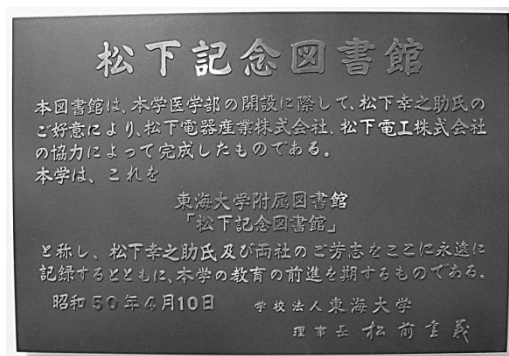 松下記念図書館
本図書館は、本学医学部の開設に際して、松下幸之助氏の
ご好意により、松下電器産業株式会社、松下電工株式会社
の協力によって完成したものである。
本学は、これを
東海大学附属図書館
「松下記念図書館」
と称し、松下幸之助氏及び両社のご芳志をここに永遠に
記録するとともに、本学の教育の前進を期するものである。
昭和50年4月10日 学校法人東海大学
理事長 松前重義